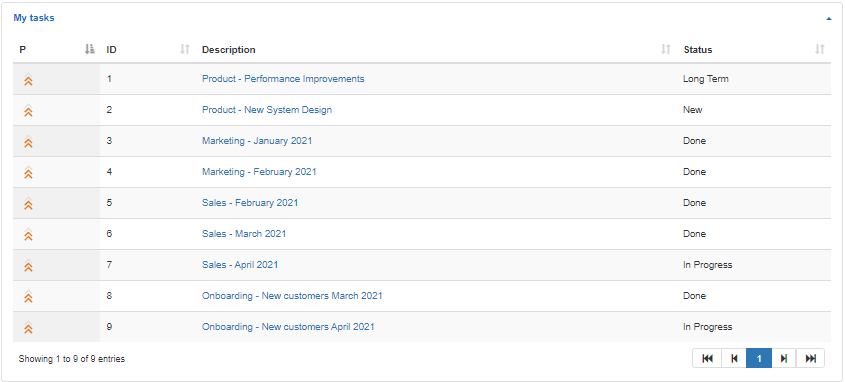 My tasks
P ID Description Status
1 Product - Performance Improvements Long Term
2 Product - New System Design New
3 Marketing - January 2021 Done
4 Marketing - February 2021 Done
5 Sales - February 2021 Done
6 Sales - March 2021 Done
7 Sales - April 2021 In Progress
8 Onboarding - New customers March 2021 Done
9 Onboarding - New customers April 2021 In Progress
Showing 1 to 9 of 9 entries 1